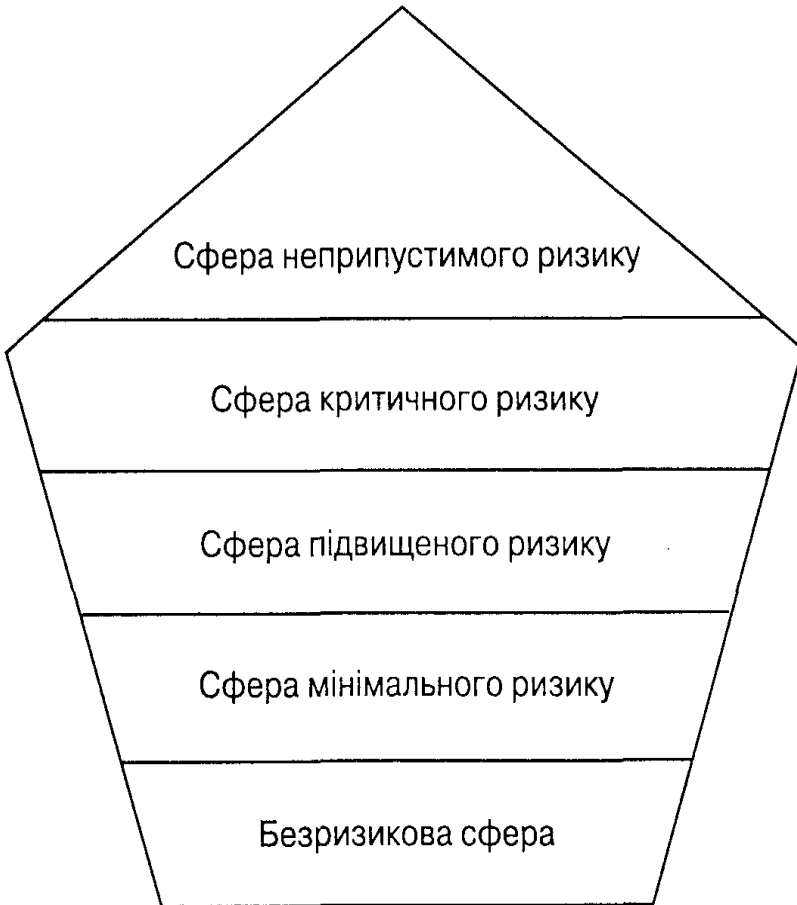 Сфера неприпустимого ризику
Сфера критичного ризику
Сфера підвищеного ризику
Сфера мінімального ризику
Безризикова сфера